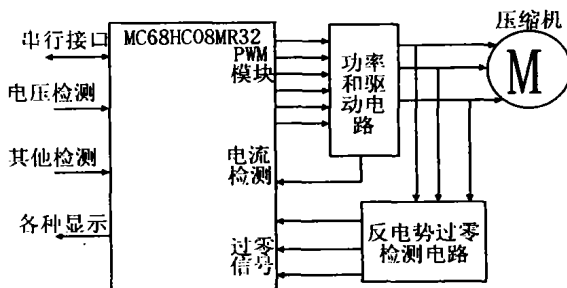 压缩机
串行接口
MC68HC08MR32
PWM
模块
功率
和驱
动电
路
M
电压检测
其他检测
电流
检测
各种显示
过零
信号
反电势过零
检测电路